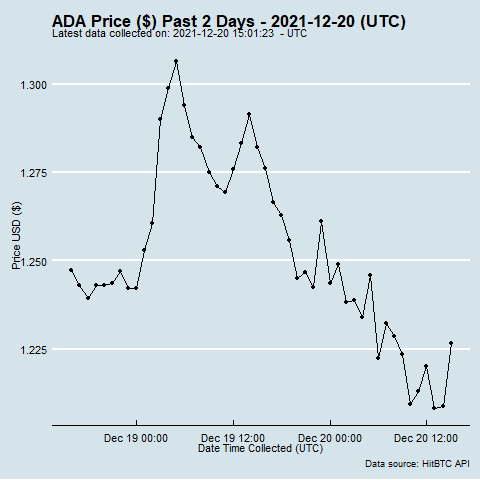 ADA Price ($) Past 2 Days - 2021-12-20 (UTC)
Latest data collected on: 2021-12-20 15:01:23  - UTC
1.300
1.275
1.250
1.225
Price USD ($)
Dec 19 00:00 Dec 19 12:00 Dec 20 00:00 Dec 20 12:00
Date Time Collected (UTC)
Data source: HitBTC API